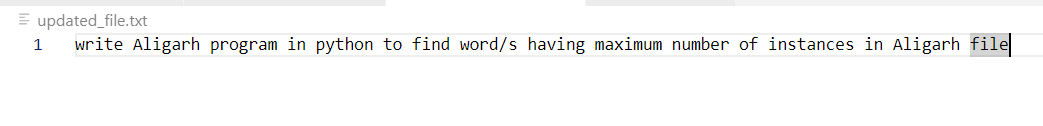 updated_file.txt
1 write Aligarh program in python to find word/s having maximum number of instances in Aligarh file